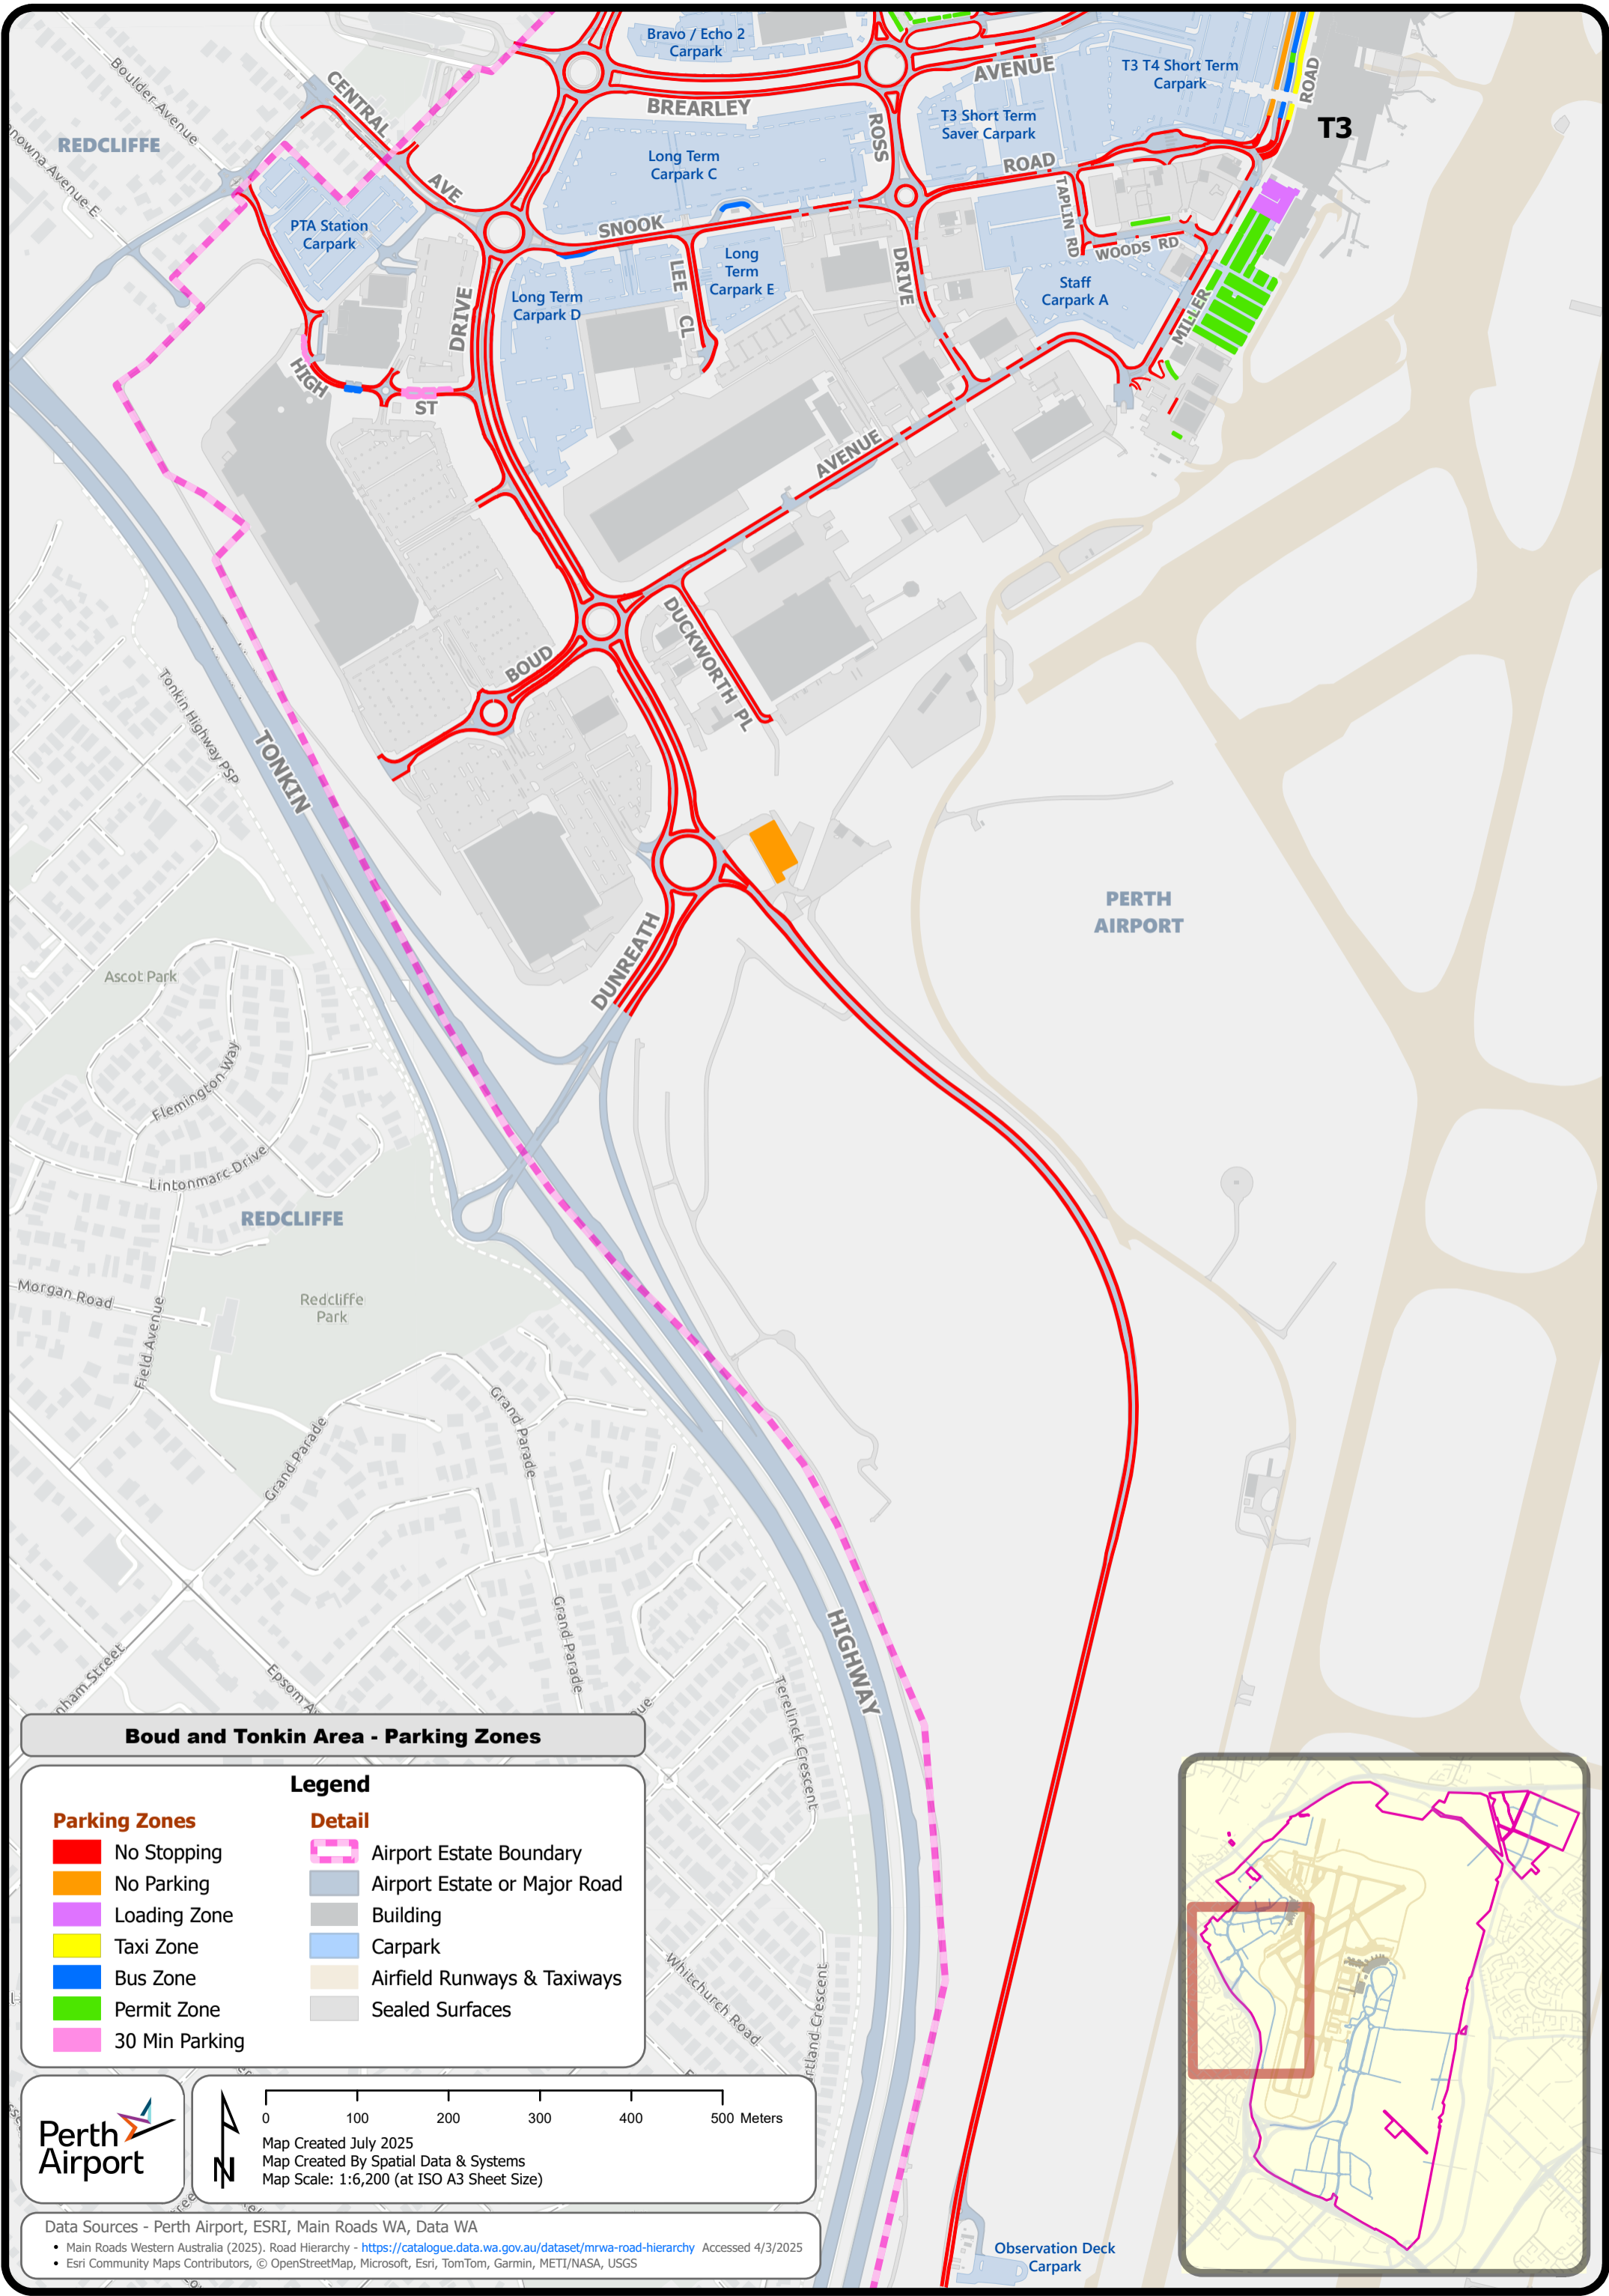 Bravo / Echo 2
Carpark
T3 T4 Short Term
Carpark
AVENUE
ROAD
T3
Boulder-Avenue
CENTRAL
REDCLIFFE
BREARLEY
ROSS
T3 Short Term
Saver Carpark
Long Term
Carpark C
ROAD
AVE
TAPLIN RD
PTA Station
Carpark
SNOOK
WOODS RD
Long
Term
Carpark E
LEE
CL
DRIVE
Staff
Carpark A
MILLER
Long Term
Carpark D
DRIVE
HIGH
ST
AVENUE
DUCKWORTH PL
BOUD
Tonkin Highway PSP
TONKIN
PERTH
AIRPORT
DUNREATH
Ascot Park
Flemington Way
Lintonmarc-Drive
REDCLIFFE
Morgan Road
Redcliffe
Park
Field Avenue
Grand Parade
Grand-Parade
Grand-Parade
HIGHWAY
Terelinck-Crescent
Epsom
Whitchurch Road
Boud and Tonkin Area - Parking Zones
Legend
Parking Zones
No Stopping
No Parking
Loading Zone
Taxi Zone
Bus Zone
Permit Zone
30 Min Parking
Detail
Airport Estate Boundary
Airport Estate or Major Road
Building
Carpark
Airfield Runways & Taxiways
Sealed Surfaces
Perth
Airport
N
0 100 200 300 400 500 Meters
Map Created July 2025
Map Created By Spatial Data & Systems
Map Scale: 1:6,200 (at ISO A3 Sheet Size)
Data Sources - Perth Airport, ESRI, Main Roads WA, Data WA
• Main Roads Western Australia (2025). Road Hierarchy - https://catalogue.data.wa.gov.au/dataset/mrwa-road-hierarchy Accessed 4/3/2025
• Esri Community Maps Contributors, © OpenStreetMap, Microsoft, Esri, TomTom, Garmin, METI/NASA, USGS
Observation Deck
Carpark